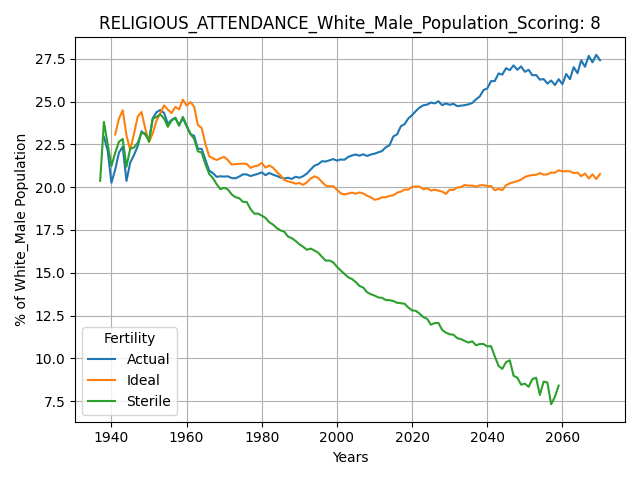 RELIGIOUS_ATTENDANCE_White_Male_Population_Scoring: 8
% of White_Male Population
27.5
25.0
22.5
20.0
17.5
15.0
12.5
10.0
7.5
Fertility
Actual
Ideal
Sterile
1940 1960 1980 2000 2020 2040 2060
Years